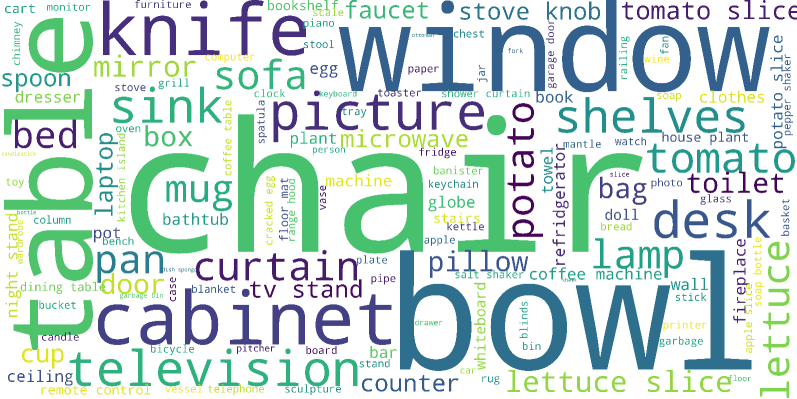 cart
monitor
furniture
bookshelf
scale
faucet
stove knob
tomato slice
knife
piano
stool
window
chimney
spoon
mirror
computer
sofa
egg
paper
chest
jar
fork
garage door
railing
wine
fan
potato slice
pepper shaker
dresser
stove
grill
clock
keyboard
toaster
shower curtain
book
soap
clothes
table
bed
sink
box
oven
spatula
picture
tray
plant
person
microwave
fridge
shelves
mantle
watch
house plant
laptop
kitchen island
coffee table
chair
potato
towel
refridgerator
slice
tomato
candlestick
toy
mug
cracked egg
floor mat
range hood
vase
machine
banister
keychain
globe
stairs
bag
photo
toilet
glass
doll
bread
basket
bottle
column
night stand
wardrobe
pot
bench
bathtub
kettle
apple
desk
pan
curtain
plate
pillow
lamp
door
dish sponge
tv stand
pipe
salt shaker
coffee machine
wall
stick
fireplace
soap bottle
lettuce
dining table
bucket
garbage bin
case
blanket
cabinet
bowl
whiteboard
blinds
bin
printer
garbage
apple slice
candle
drawer
cup
television
bicycle
pitcher
board
bar
stand
ceiling
counter
car
rug
lettuce slice
floor
remote control
vessel
telephone
sculpture
ottoman